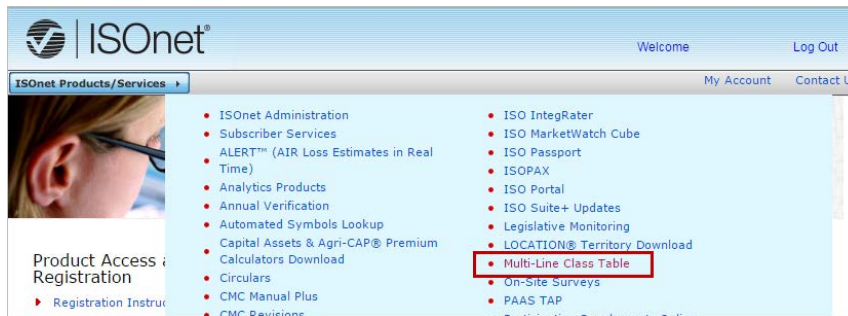 ISOnet®
Welcome
Log Out
ISOnet Products/Services
My Account
Contact U
ISOnet Administration
Subscriber Services
ALERT™ (AIR Loss Estimates in Real
Time)
Analytics Products
Annual Verification
Automated Symbols Lookup
Capital Assets & Agri-CAP® Premium
Calculators Download
Circulars
CMC Manual Plus
CMC Revisions
ISO IntegRater
ISO MarketWatch Cube
ISO Passport
ISOPAX
ISO Portal
ISO Suite+ Updates
Legislative Monitoring
LOCATION® Territory Download
Multi-Line Class Table
On-Site Surveys
PAAS TAP
Product Access
Registration
Registration Instruc